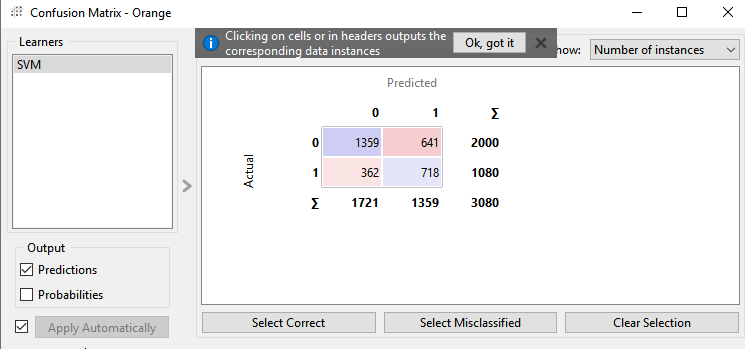 Confusion Matrix - Orange
Learners
SVM
Output
Predictions
Probabilities
Apply Automatically
Clicking on cells or in headers outputs the
corresponding data instances
Ok, got it
how: Number of instances
Predicted
0 1 Σ
Actual
0 1359 641 2000
1 362 718 1080
Σ 1721 1359 3080
Select Correct Select Misclassified Clear Selection